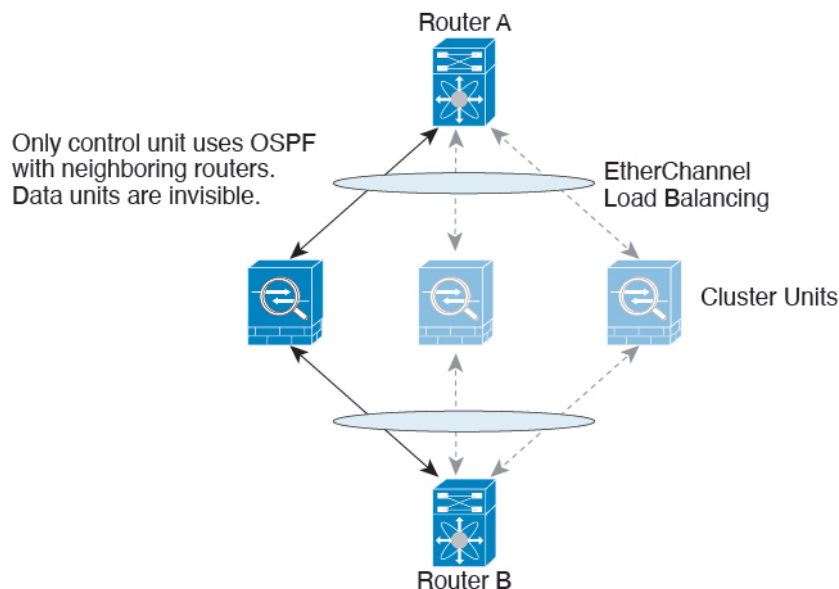 Router A
Only control unit uses OSPF
with neighboring routers.
Data units are invisible.
EtherChannel
Load Balancing
Cluster Units
Router B